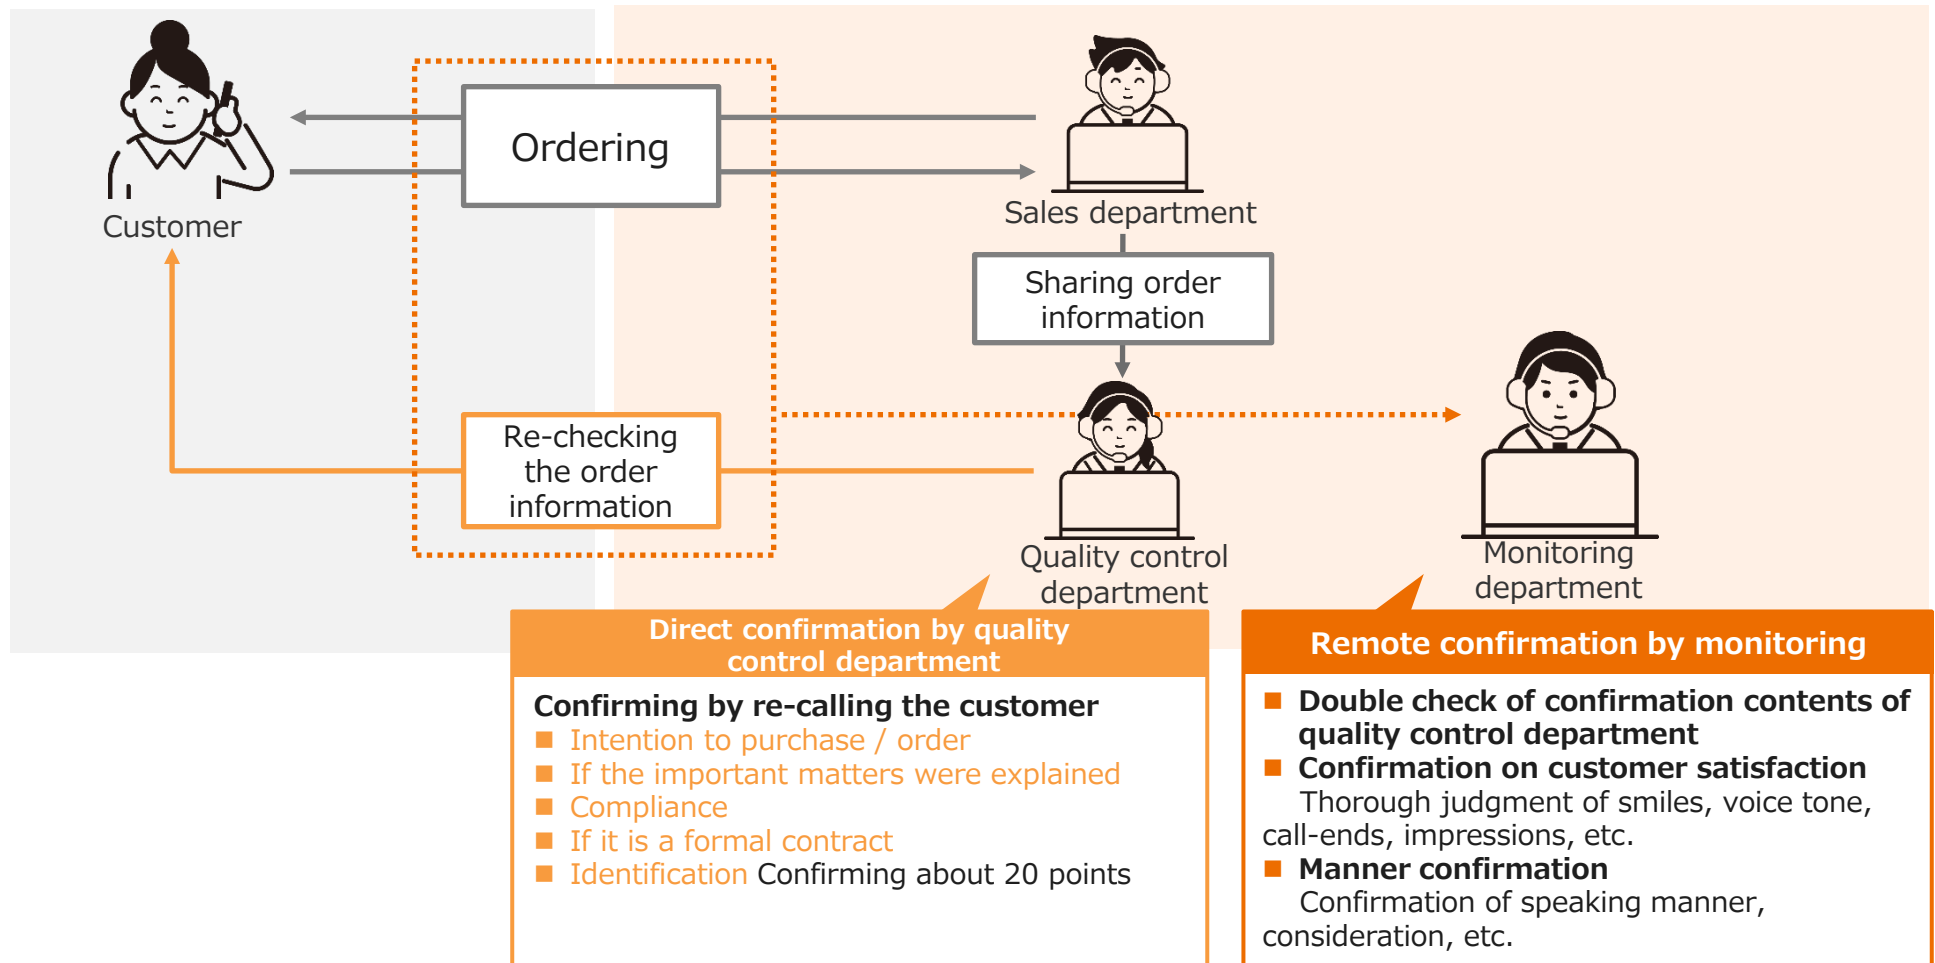 Ordering
Customer
Sales department
Sharing order
information
Re-checking
the order
information
Quality control
department
Monitoring
department
Direct confirmation by quality
control department
Confirming by re-calling the customer
■ Intention to purchase / order
■ If the important matters were explained
■ Compliance
■ If it is a formal contract
■ Identification Confirming about 20 points
Remote confirmation by monitoring
■ Double check of confirmation contents of
quality control department
■ Confirmation on customer satisfaction
Thorough judgment of smiles, voice tone,
call-ends, impressions, etc.
■ Manner confirmation
Confirmation of speaking manner,
consideration, etc.